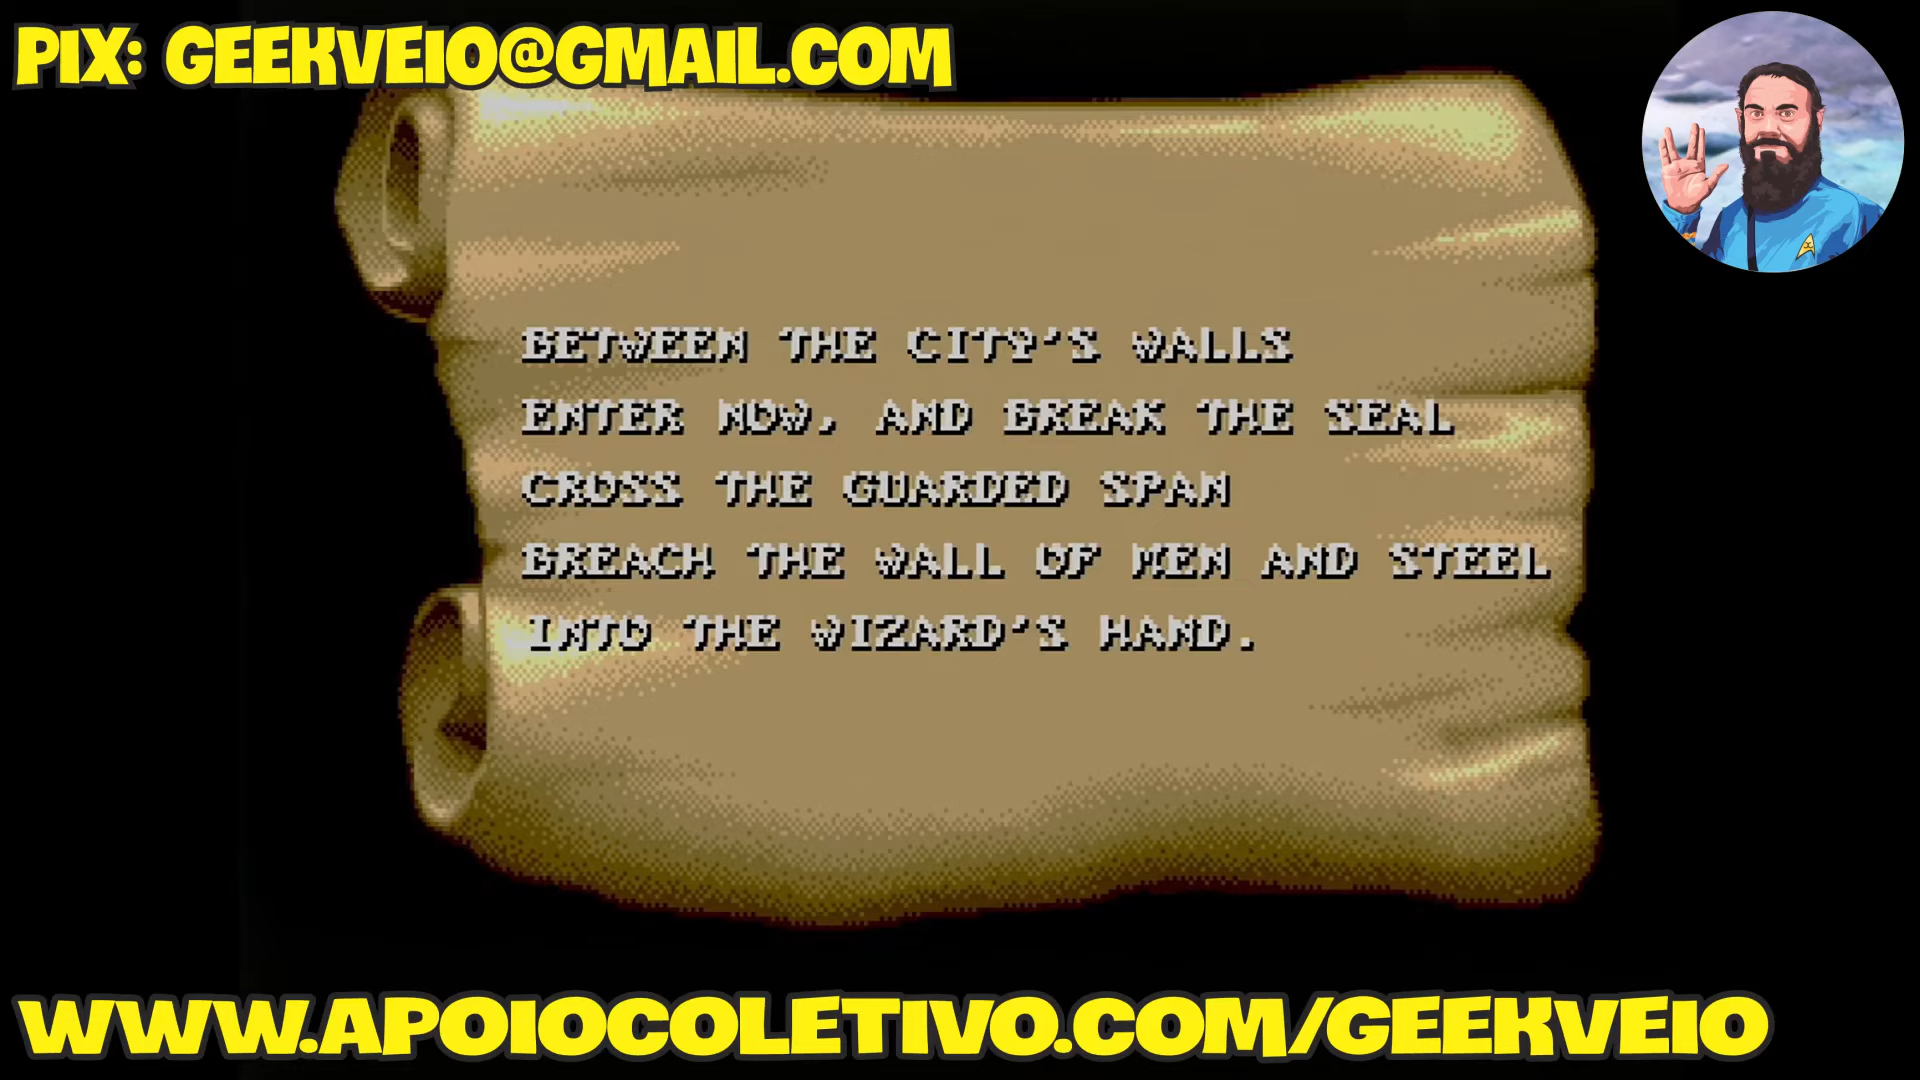 PIX: GEEKVEIO@GMAIL.COM
BETWEEN THE CITY'S WALLS
ENTER NOW, AND BREAK THE SEAL
CROSS THE GUARDED SPAN
BREACH THE WALL OF MEN AND STEEL
INTO THE WIZARD'S HAND.
WWW.APOIOCOLETIVO.COM/GEEKVEIO